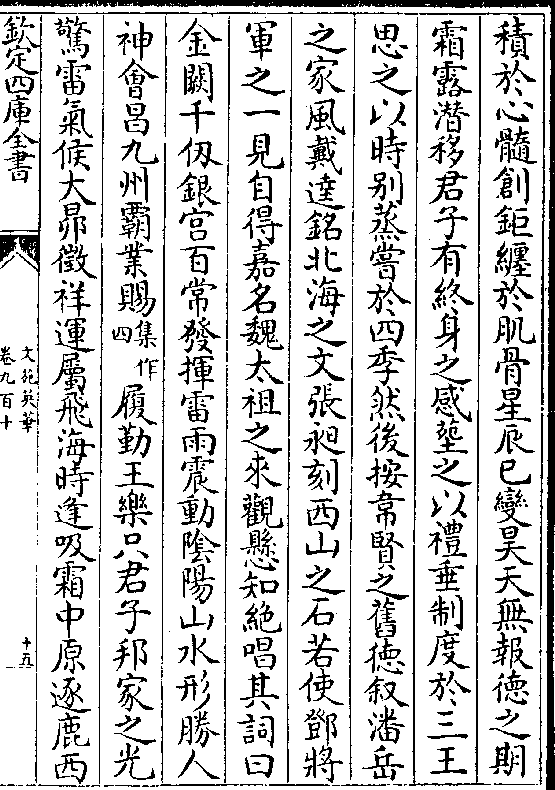 積於心髓創鉅纏於肌骨星辰已變昊天無報德之期
霜露潛移君子有終身之感塟之以禮垂制度於三王
思之以時别蒸嘗於四季然後按韋賢之舊德叙潘岳
之家風戴逵銘北海之文張昶刻西山之石若使鄧將
軍之一見自得嘉名魏太祖之來觀懸知絶唱其詞曰
金闕千仭銀宫百常發揮雷雨震動陰陽山水形勝人
神會昌九州霸業賜集作四履勤王樂只君子邦家之光
驚雷氣候大昴徵祥運屬飛海時逢吸霜中原逐鹿西
欽定四庫全書
文苑英華
卷九百十
十五